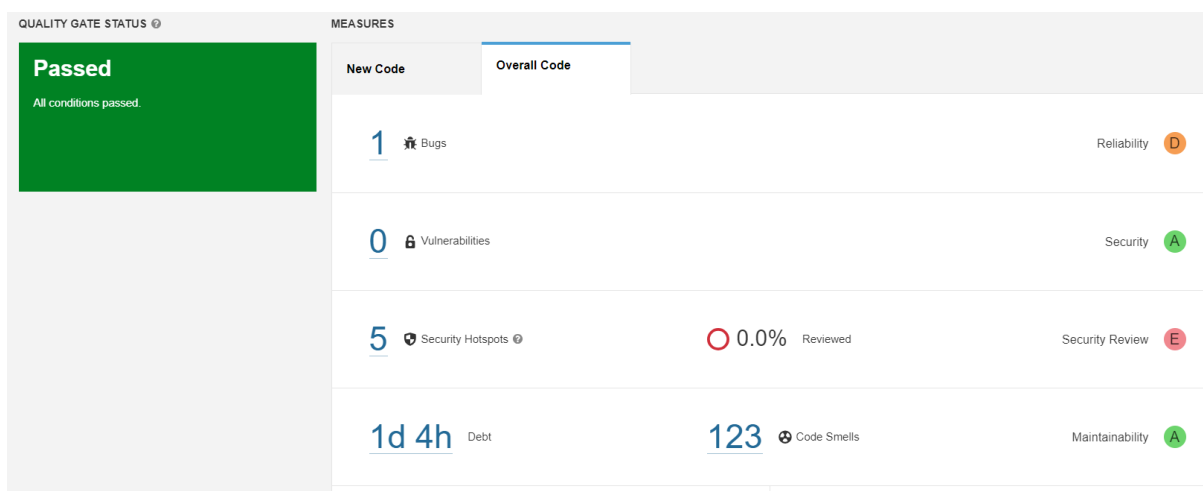 QUALITY GATE STATUS
MEASURES
Passed
All conditions passed.
New Code
Overall Code
1 Bugs
Reliability D
0 Vulnerabilities
Security A
5 Security Hotspots
0.0% Reviewed
Security Review E
1d 4h Debt
123 Code Smells
Maintainability A